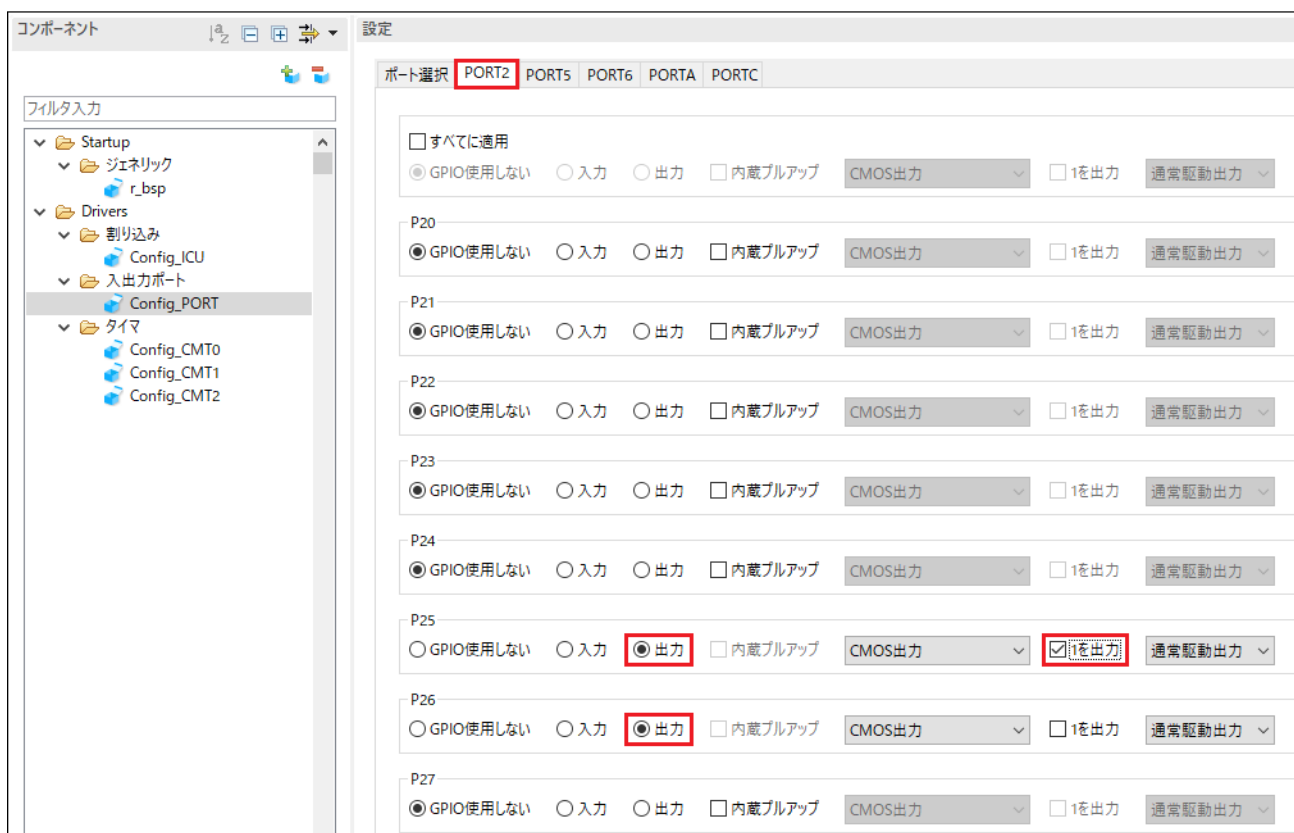 コンポーネント
設定
ポート選択 PORT2 PORT5 PORT6 PORTA PORTC
フィルタ入力
Startup
ジェネリック
r_bsp
Drivers
割り込み
Config_ICU
入出力ポート
Config_PORT
タイマ
Config_CMT0
Config_CMT1
Config_CMT2
すべてに適用
GPIO使用しない 入力 出力 内蔵プルアップ CMOS出力 1を出力 通常駆動出力
P20
GPIO使用しない 入力 出力 内蔵プルアップ CMOS出力 1を出力 通常駆動出力
P21
GPIO使用しない 入力 出力 内蔵プルアップ CMOS出力 1を出力 通常駆動出力
P22
GPIO使用しない 入力 出力 内蔵プルアップ CMOS出力 1を出力 通常駆動出力
P23
GPIO使用しない 入力 出力 内蔵プルアップ CMOS出力 1を出力 通常駆動出力
P24
GPIO使用しない 入力 出力 内蔵プルアップ CMOS出力 1を出力 通常駆動出力
P25
GPIO使用しない 入力 出力 内蔵プルアップ CMOS出力 1を出力 通常駆動出力
P26
GPIO使用しない 入力 出力 内蔵プルアップ CMOS出力 1を出力 通常駆動出力
P27
GPIO使用しない 入力 出力 内蔵プルアップ CMOS出力 1を出力 通常駆動出力